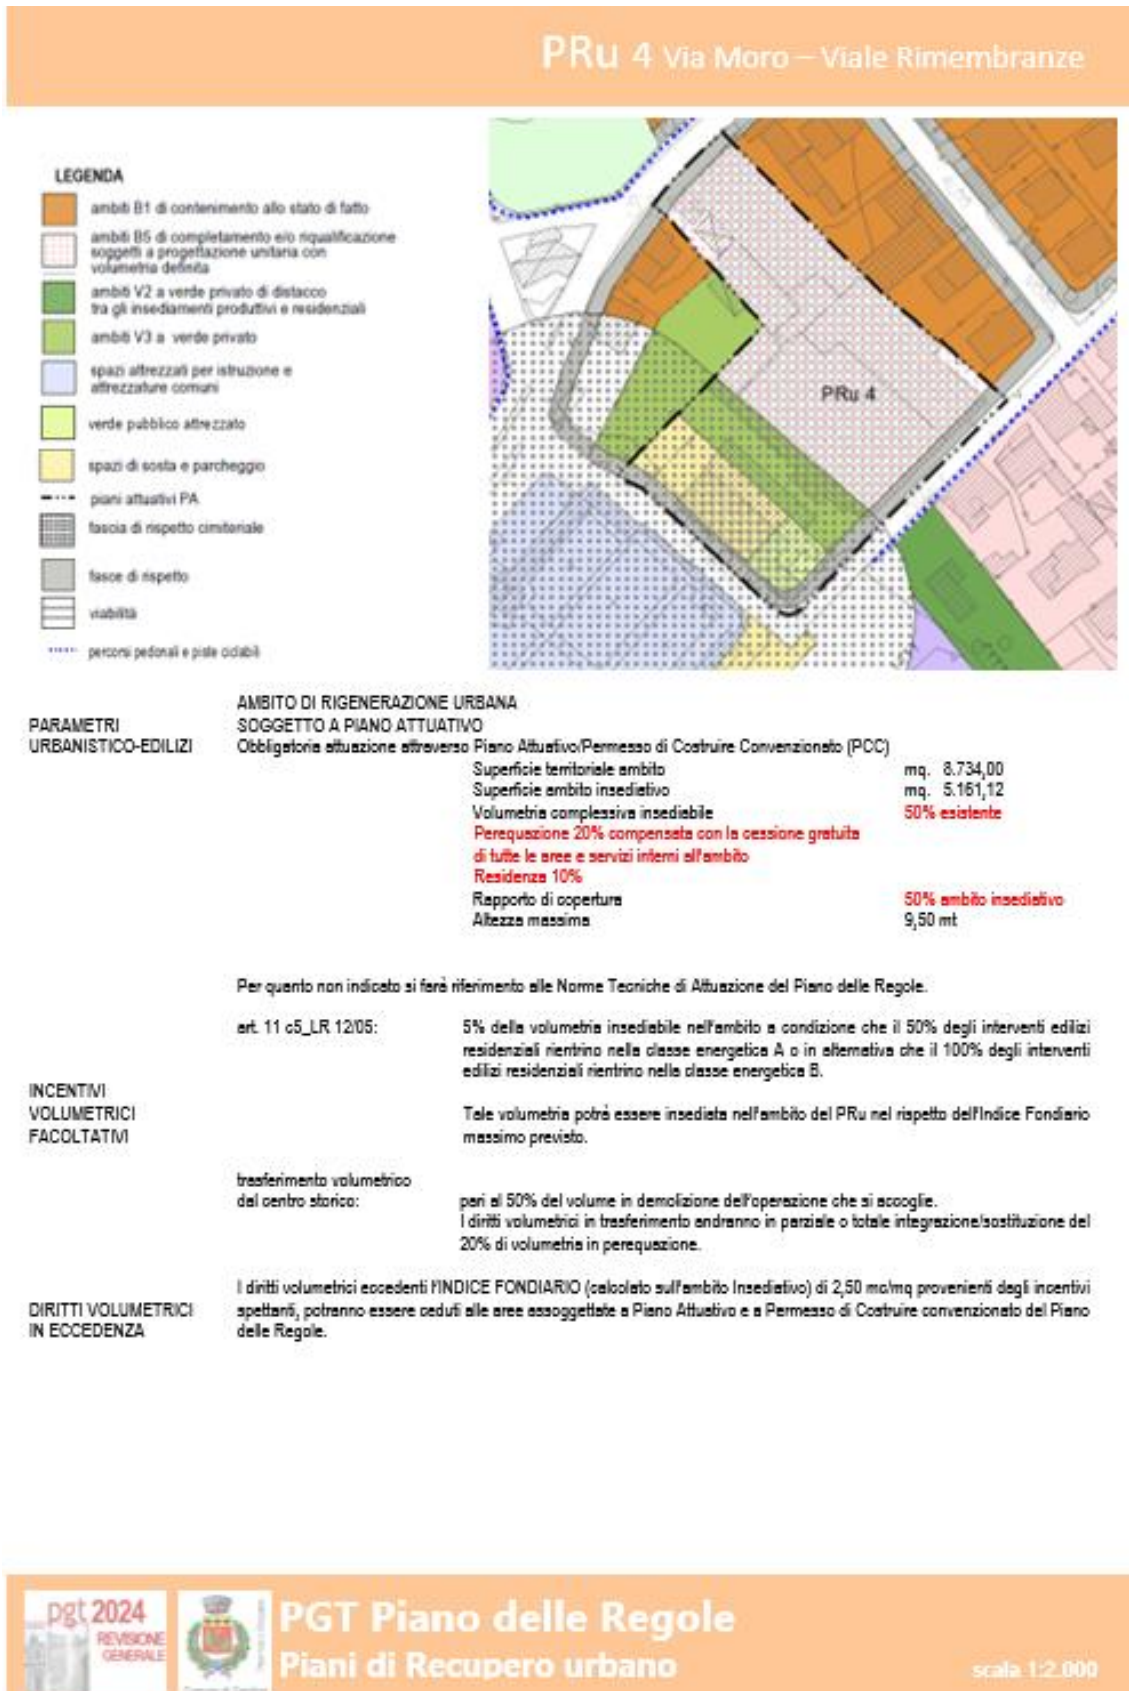 PRu 4 Via Moro – Viale Rimembranze
LEGENDA
ambiti B1 di contenimento allo stato di fatto
ambiti B5 di completamento e/o riqualificazione
soggetti a progettazione unitaria con
volumetria definita
ambiti V2 a verde privato di distacco
tra gli insediamenti produttivi e residenziali
ambiti V3 a verde privato
spazi attrezzati per istruzione e
attrezzature comuni
verde pubblico attrezzato
spazi di sosta e parcheggio
piani attuativi PA
fascia di rispetto cimiteriale
fasce di rispetto
viabilità
percorsi pedonali e piste ciclabili
PRu 4
PARAMETRI
URBANISTICO-EDILIZI
AMBITO DI RIGENERAZIONE URBANA
SOGGETTO A PIANO ATTUATIVO
Obbligatoria attuazione attraverso Piano Attuativo/Permesso di Costruire Convenzionato (PCC)
Superficie territoriale ambito mq. 8.734,00
Superficie ambito insediativo mq. 5.161,12
Volumetria complessiva insediabile 50% esistente
Perequazione 20% compensata con la cessione gratuita
di tutte le aree e servizi interni all'ambito
Residenza 10%
Rapporto di copertura 50% ambito insediativo
Altezza massima 9,50 mt
Per quanto non indicato si farà riferimento alle Norme Tecniche di Attuazione del Piano delle Regole.
INCENTIVI
VOLUMETRICI
FACOLTATIVI
art. 11 c5_LR 12/05:
5% della volumetria insediabile nell'ambito a condizione che il 50% degli interventi edilizi
residenziali rientrino nella classe energetica A o in alternativa che il 100% degli interventi
edilizi residenziali rientrino nella classe energetica B.
Tale volumetria potrà essere insediata nell'ambito del PRu nel rispetto dell'Indice Fondiario
massimo previsto.
trasferimento volumetrico
dal centro storico:
pari al 50% del volume in demolizione dell'operazione che si accoglie.
I diritti volumetrici in trasferimento andranno in parziale o totale integrazione/sostituzione del
20% di volumetria in perequazione.
DIRITTI VOLUMETRICI
IN ECCEDENZA
I diritti volumetrici eccedenti l'INDICE FONDIARIO (calcolato sull'ambito Insediativo) di 2,50 mc/mq provenienti dagli incentivi
spettanti, potranno essere ceduti alle aree assoggettate a Piano Attuativo e a Permesso di Costruire convenzionato del Piano
delle Regole.
pgt 2024
REVISIONE
GENERALE
PGT Piano delle Regole
Piani di Recupero urbano
scala 1:2.000